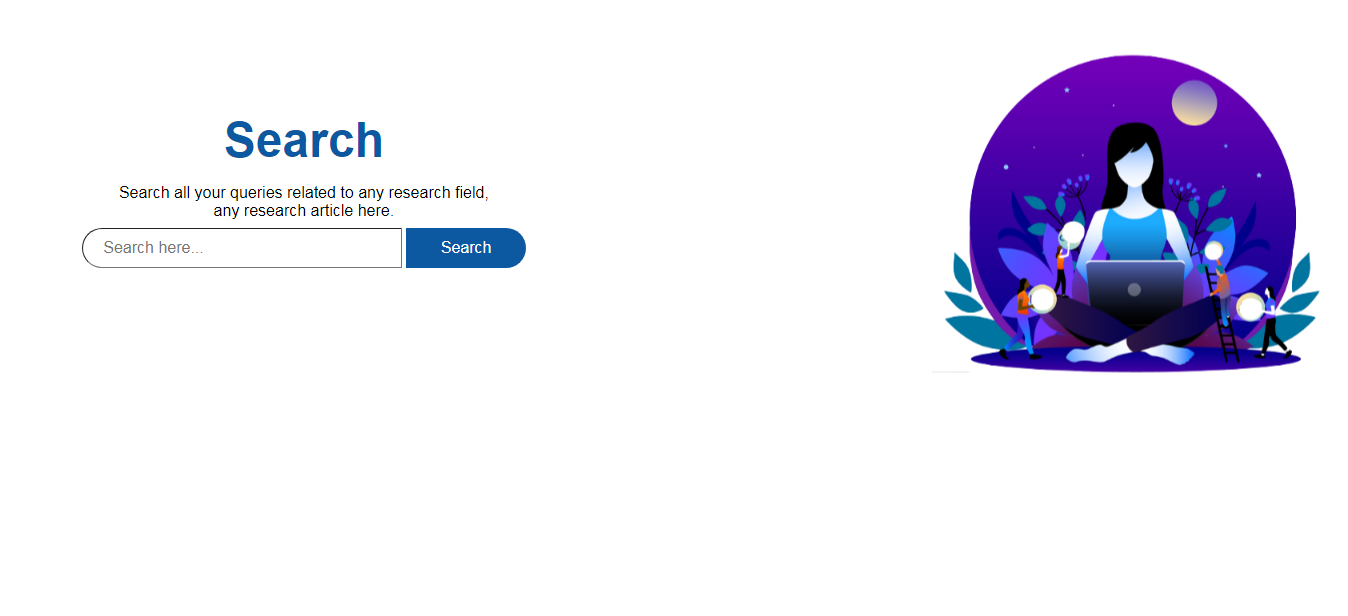 Search
Search all your queries related to any research field,
any research article here.
Search here... Search